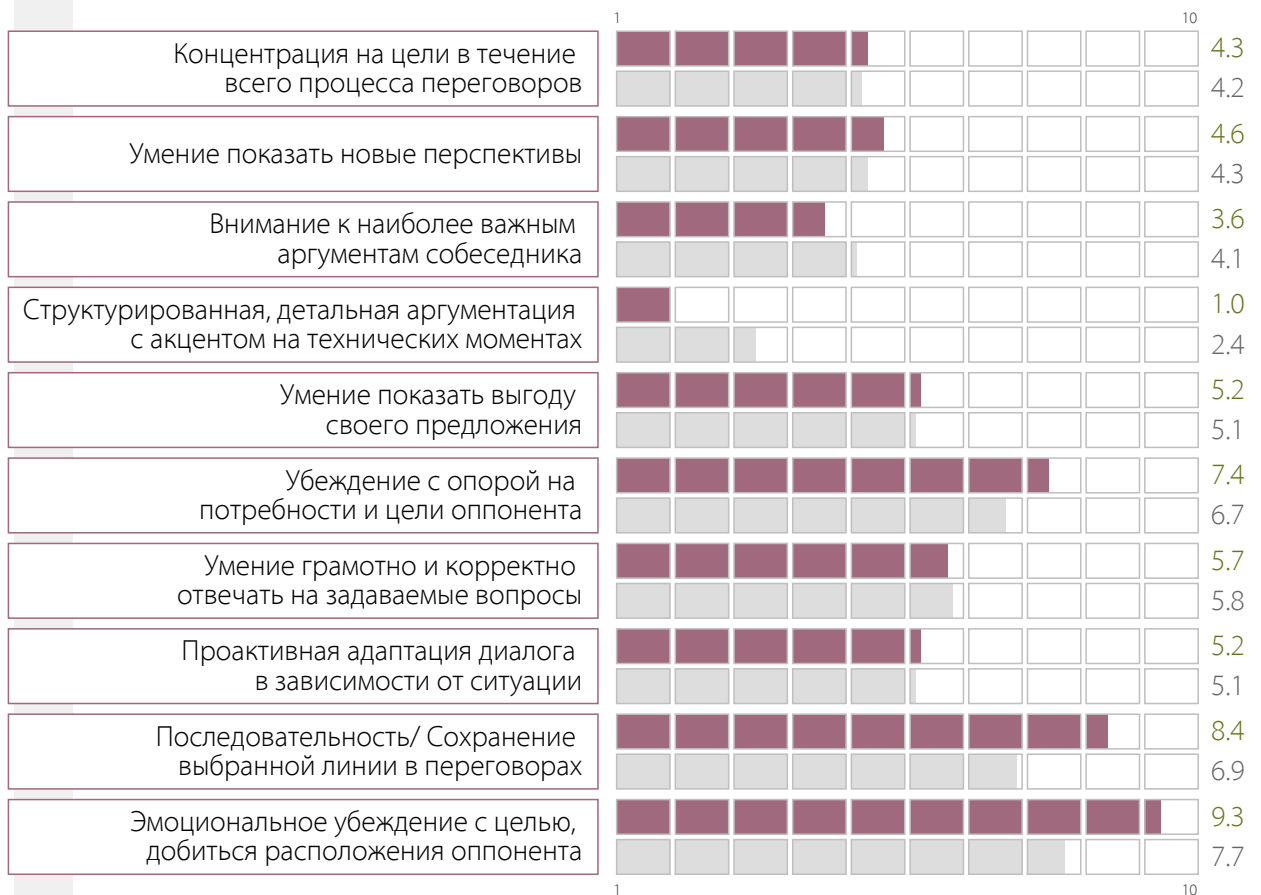 1 10
Концентрация на цели в течение
всего процесса переговоров
4.3
4.2
Умение показать новые перспективы
4.6
4.3
Внимание к наиболее важным
аргументам собеседника
3.6
4.1
Структурированная, детальная аргументация
с акцентом на технических моментах
1.0
2.4
Умение показать выгоду
своего предложения
5.2
5.1
Убеждение с опорой на
потребности и цели оппонента
7.4
6.7
Умение грамотно и корректно
отвечать на задаваемые вопросы
5.7
5.8
Проактивная адаптация диалога
в зависимости от ситуации
5.2
5.1
Последовательность/ Сохранение
выбранной линии в переговорах
8.4
6.9
Эмоциональное убеждение с целью,
добиться расположения оппонента
9.3
7.7
1 10